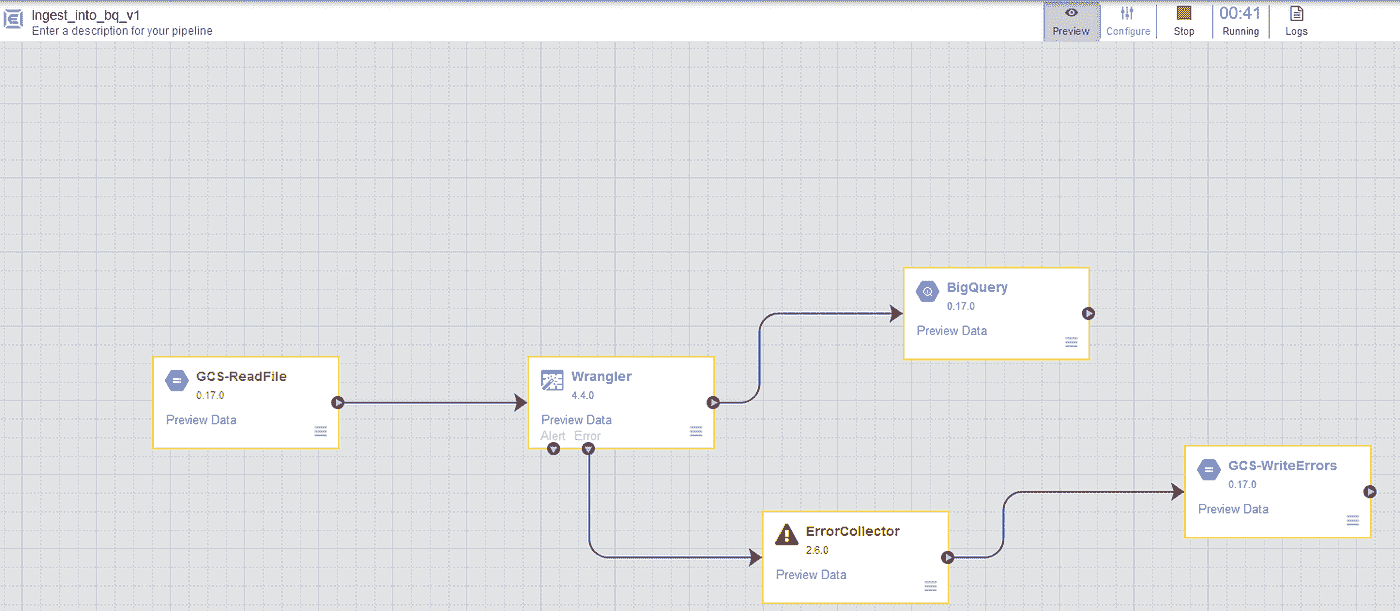 Ingest_into_bq_v1
Enter a description for your pipeline
Preview
Configure
Stop
00:41
Running
Logs
BigQuery
0.17.0
Preview Data
GCS-ReadFile
0.17.0
Preview Data
Wrangler
4.4.0
Preview Data
Alert Error
GCS-WriteErrors
0.17.0
Preview Data
ErrorCollector
2.6.0
Preview Data